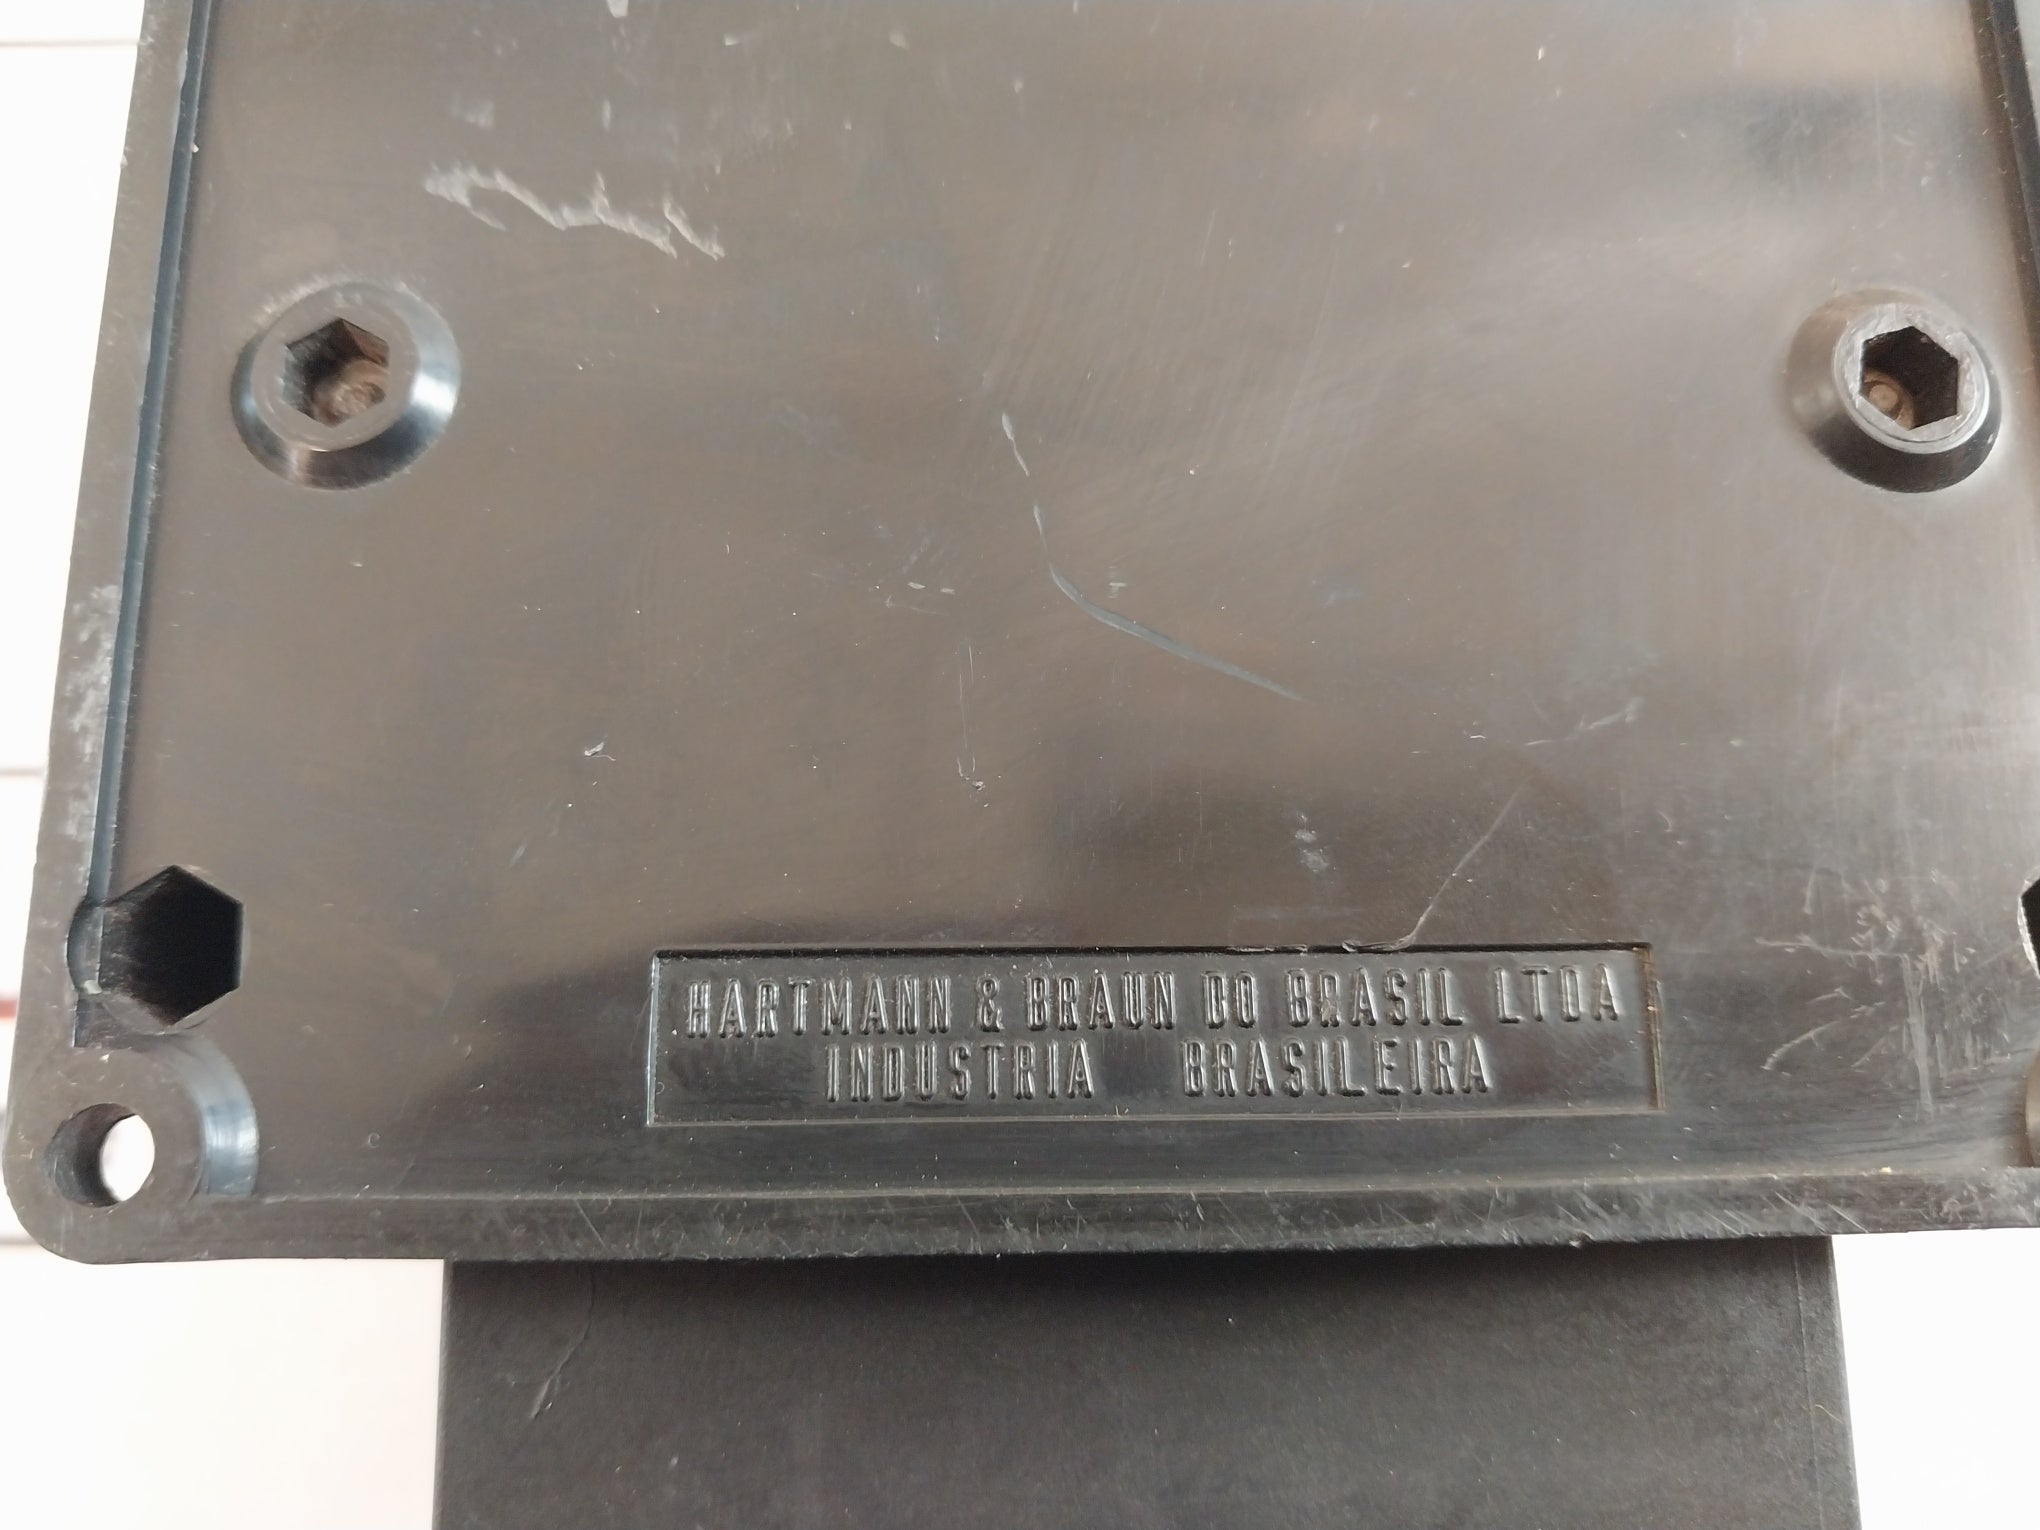 HARTMANN & BRAUN DO BRASIL LTDA
INDUSTRIA BRASILEIRA